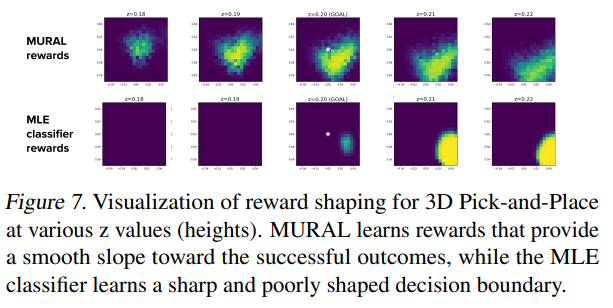 z=0.18 z=0.19 z=0.20 (GOAL) z=0.21 z=0.22
MURAL
rewards
z=0.18 z=0.19 z=0.20 (GOAL) z=0.21 z=0.22
MLE
classifier
rewards
Figure 7. Visualization of reward shaping for 3D Pick-and-Place
at various z values (heights). MURAL learns rewards that provide
a smooth slope toward the successful outcomes, while the MLE
classifier learns a sharp and poorly shaped decision boundary.